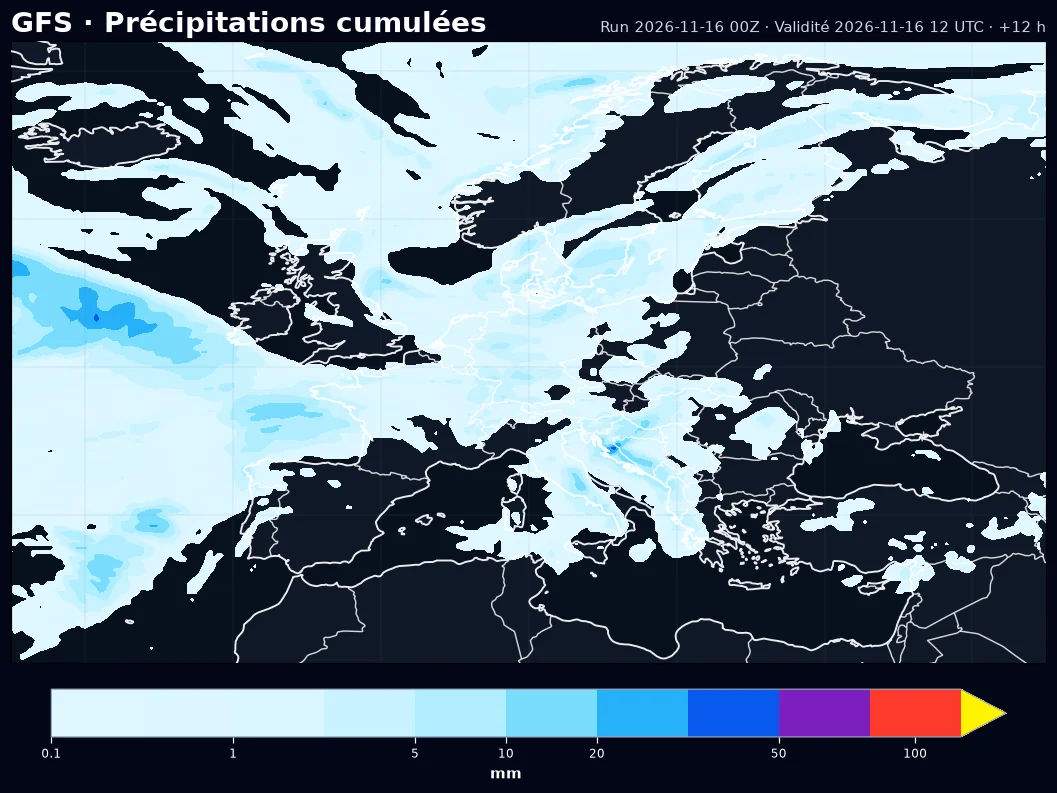 GFS · Précipitations cumulées
Run 2026-11-16 00Z · Validité 2026-11-16 12 UTC · +12 h
0.1 1 5 10 20 50 100
mm